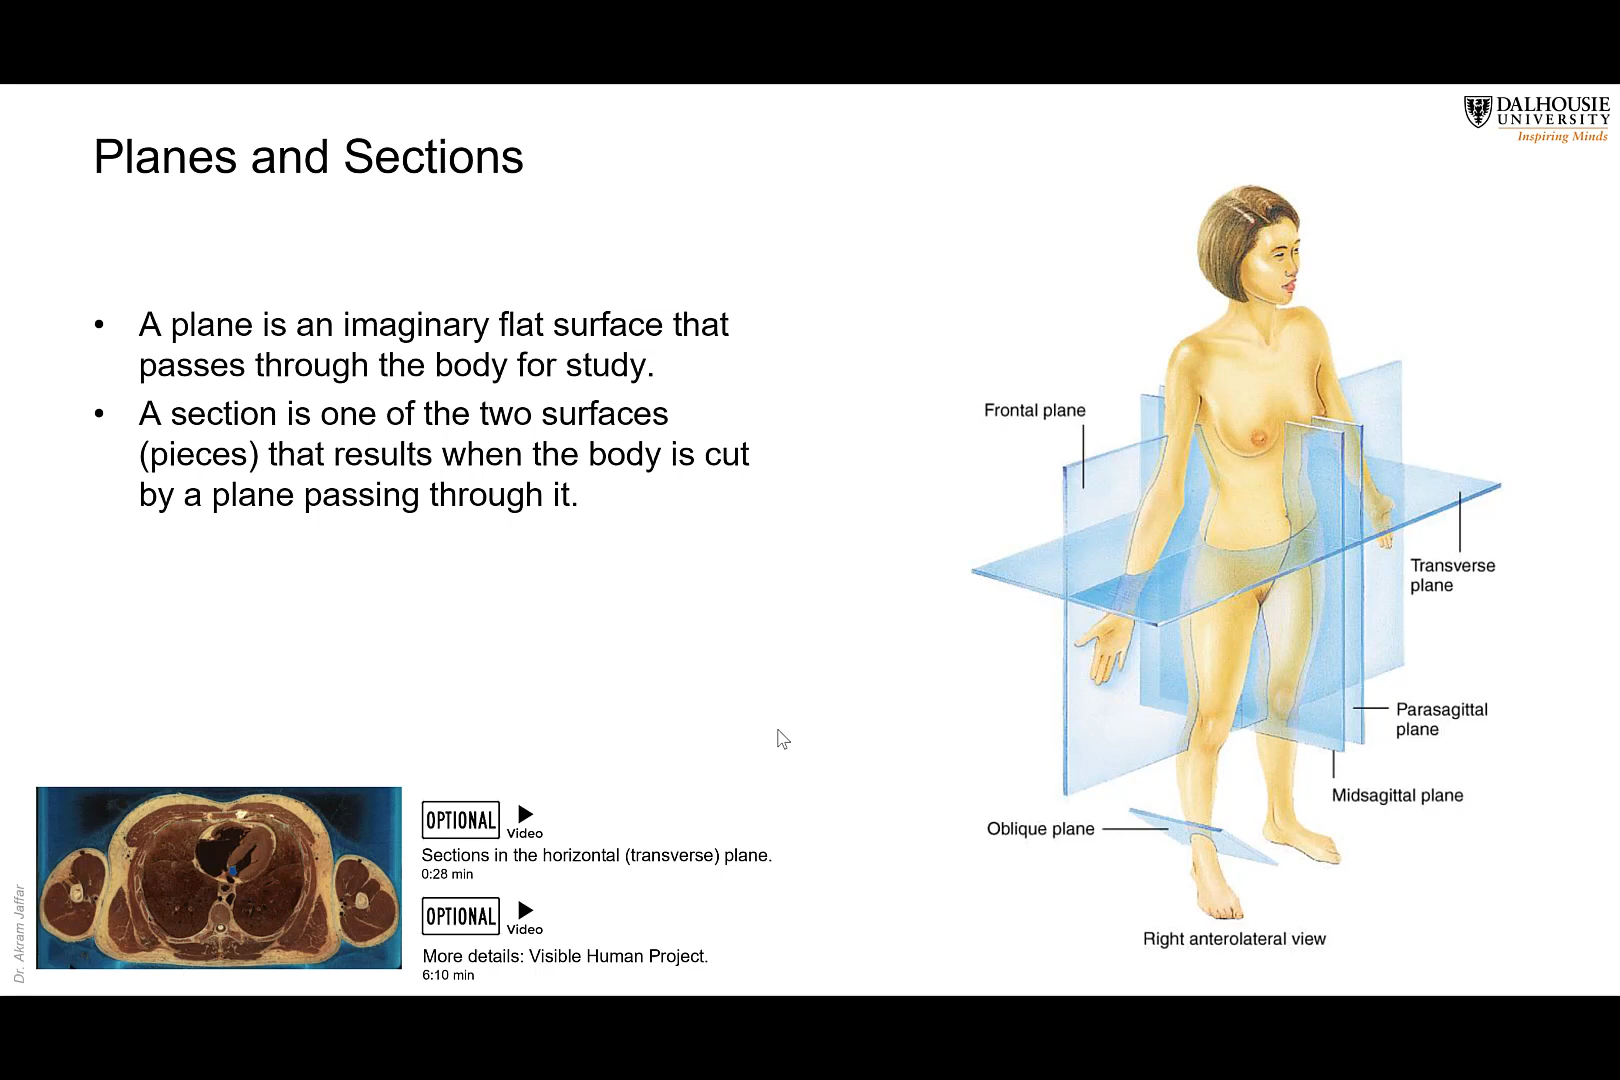 DALHOUSIE
UNIVERSITY
Inspiring Minds
Planes and Sections
• A plane is an imaginary flat surface that
passes through the body for study.
• A section is one of the two surfaces
(pieces) that results when the body is cut
by a plane passing through it.
Frontal plane
Transverse
plane
Parasagittal
plane
Midsagittal plane
Oblique plane
Right anterolateral view
OPTIONAL
Video
Sections in the horizontal (transverse) plane.
0:28 min
OPTIONAL
Video
More details: Visible Human Project.
6:10 min
Dr. Akram Jaffar